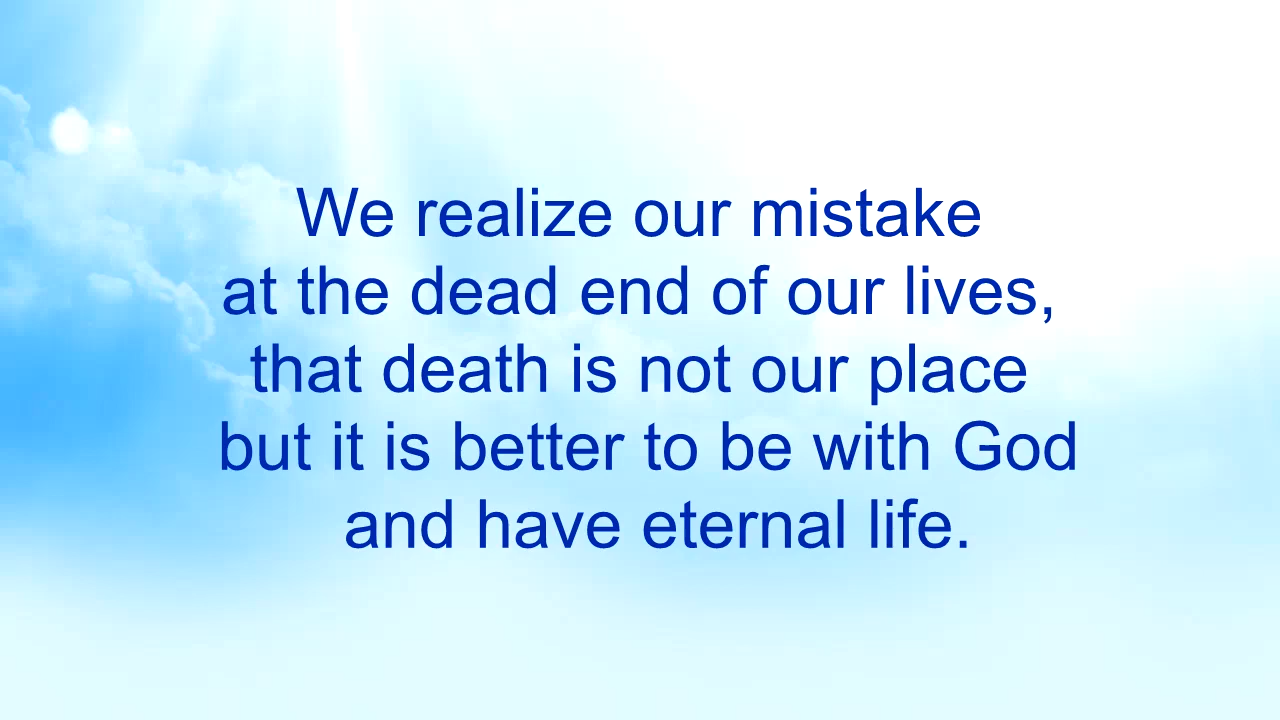 We realize our mistake
at the dead end of our lives,
that death is not our place
but it is better to be with God
and have eternal life.